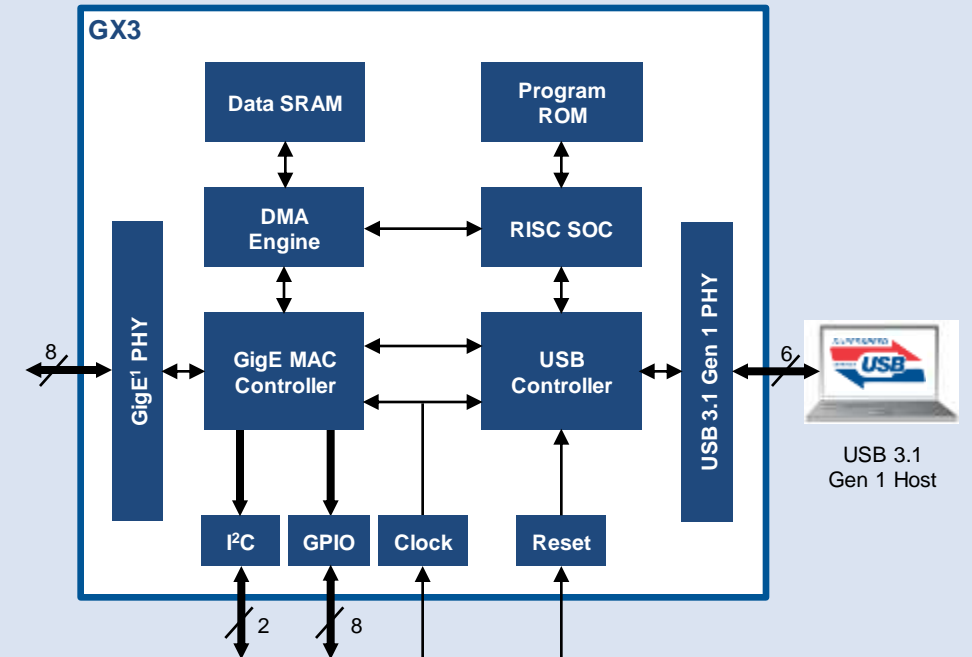 GX3
Data SRAM
Program
ROM
DMA
Engine
RISC SOC
GigE¹ PHY
GigE MAC
Controller
USB
Controller
USB 3.1 Gen 1 PHY
8
6
USB
USB 3.1
Gen 1 Host
I²C
GPIO
Clock
Reset
2
8